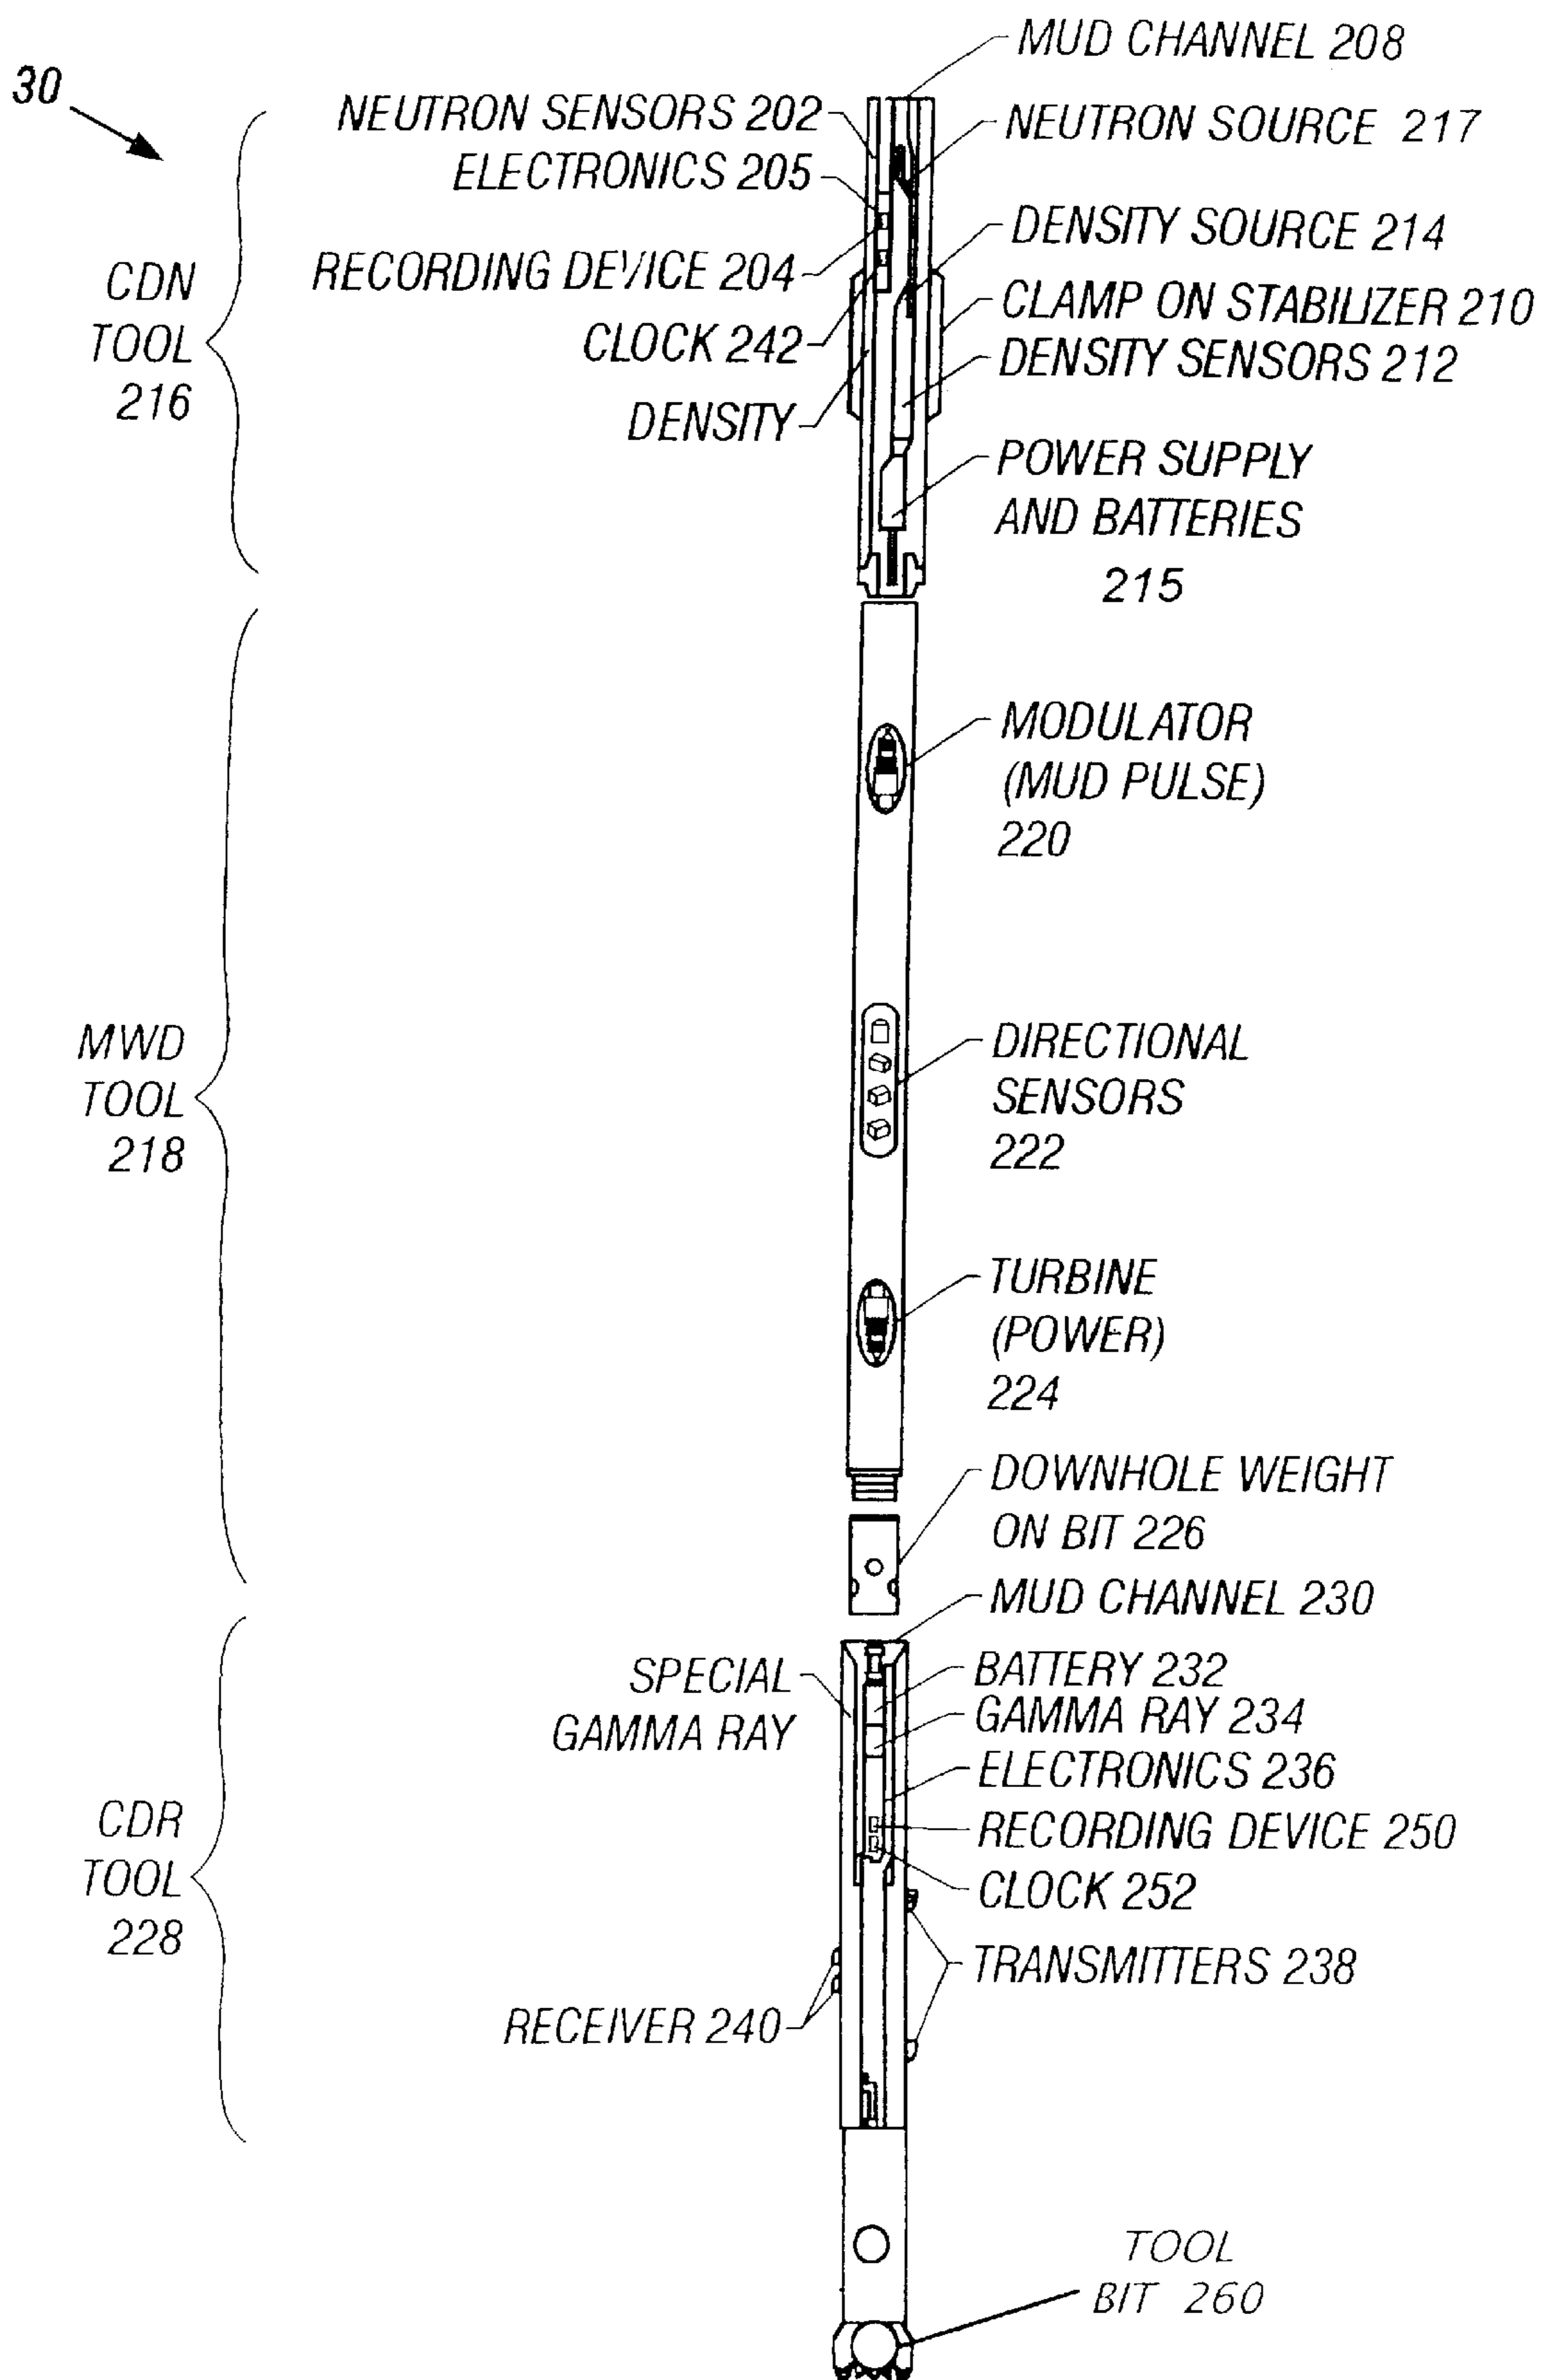 30
MUD CHANNEL 208
NEUTRON SENSORS 202
NEUTRON SOURCE 217
ELECTRONICS 205
DENSITY SOURCE 214
RECORDING DEVICE 204
CDN
TOOL
216
CLAMP ON STABILIZER 210
CLOCK 242
DENSITY SENSORS 212
DENSITY
POWER SUPPLY
AND BATTERIES
215
MODULATOR
(MUD PULSE)
220
MWD
TOOL
218
DIRECTIONAL
SENSORS
222
TURBINE
(POWER)
224
DOWNHOLE WEIGHT
ON BIT 226
MUD CHANNEL 230
SPECIAL
GAMMA RAY
BATTERY 232
GAMMA RAY 234
ELECTRONICS 236
RECORDING DEVICE 250
CLOCK 252
CDR
TOOL
228
TRANSMITTERS 238
RECEIVER 240
TOOL
BIT 260